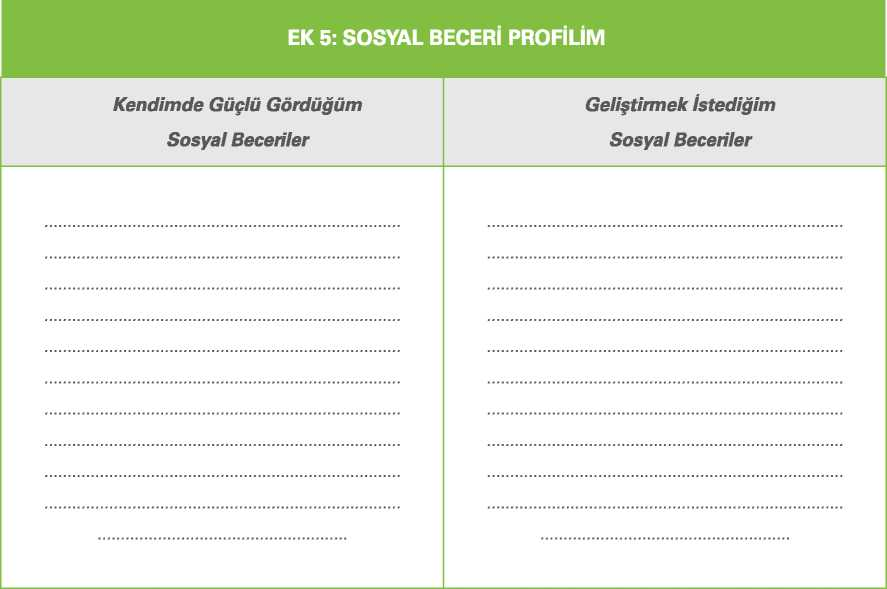 EK 5: SOSYAL BECERİ PROFİLİM
Kendimde Güçlü Gördüğüm
Sosyal Beceriler
Geliştirmek İstediğim
Sosyal Beceriler